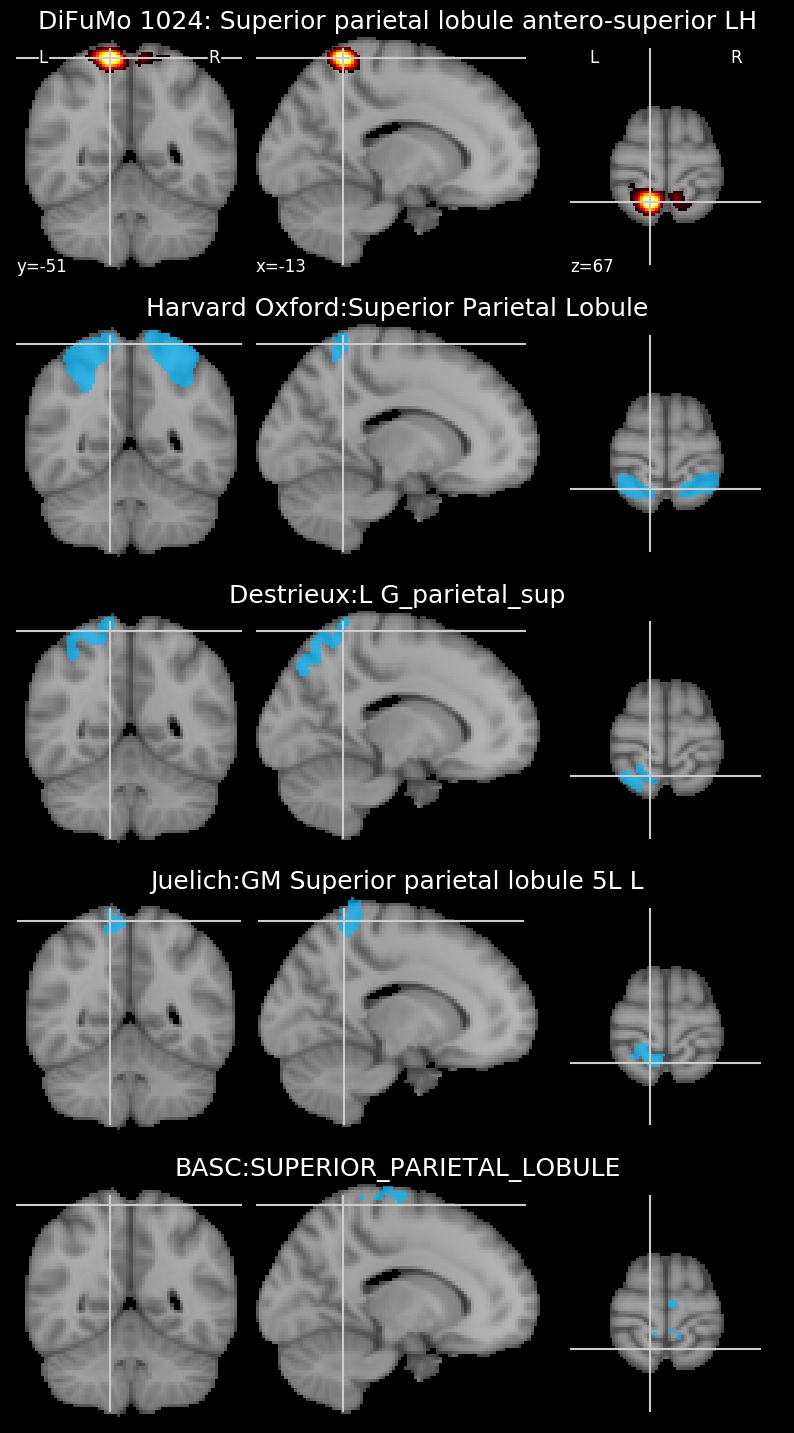 DiFuMo 1024: Superior parietal lobule antero-superior LH
L R L R
y=-51 x=-13 z=67
Harvard Oxford:Superior Parietal Lobule
Destrieux:L G_parietal_sup
Juelich:GM Superior parietal lobule 5L L
BASC:SUPERIOR_PARIETAL_LOBULE